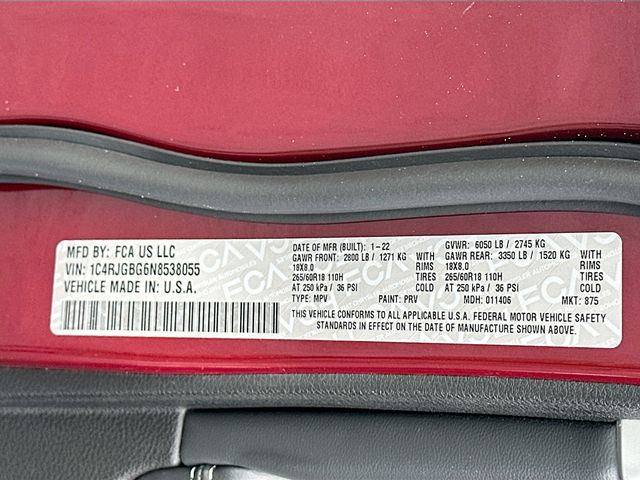 MFD BY: FCA US LLC
VIN: 1C4RJGBG6N8538055
VEHICLE MADE IN: U.S.A.
DATE OF MFR (BUILT): 1-22 GVWR: 6050 LB / 2745 KG
GAWR FRONT: 2800 LB / 1271 KG WITH GAWR REAR: 3350 LB / 1520 KG WITH
18X8.0 RIMS 18X8.0 RIMS
265/60R18 110H TIRES 265/60R18 110H TIRES
AT 250 kPa / 36 PSI COLD AT 250 kPa / 36 PSI COLD
TYPE: MPV PAINT: PRV MDH: 011406 MKT: 875
THIS VEHICLE CONFORMS TO ALL APPLICABLE U.S.A. FEDERAL MOTOR VEHICLE SAFETY
STANDARDS IN EFFECT ON THE DATE OF MANUFACTURE SHOWN ABOVE.